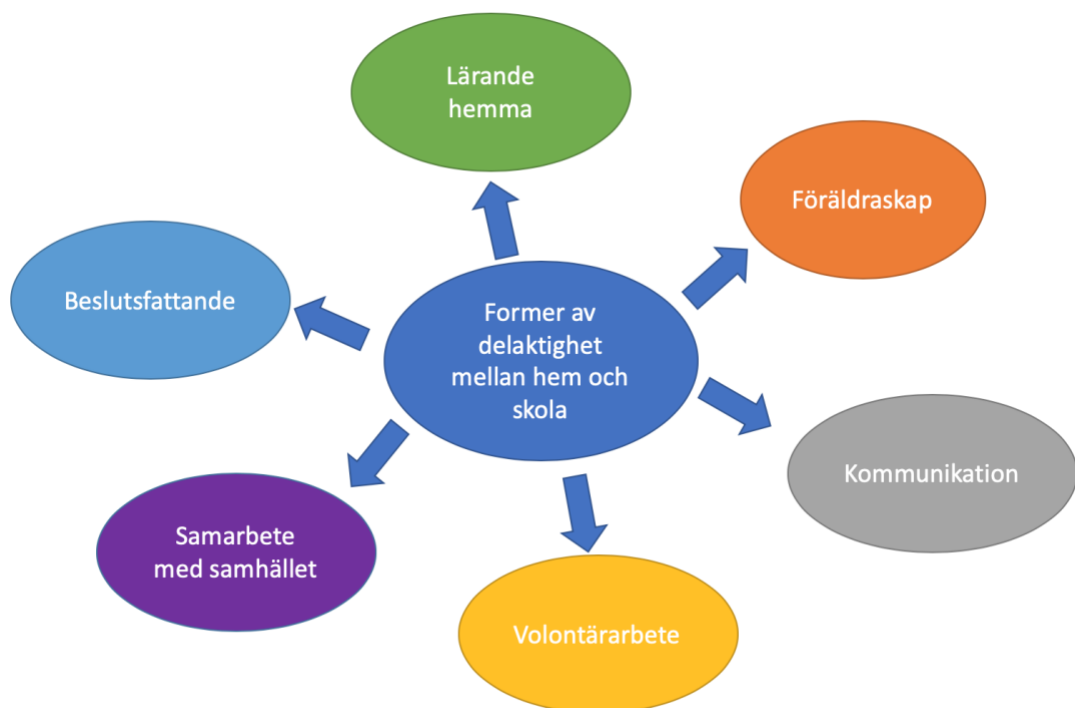 Lärande
hemma
Föräldraskap
Beslutsfattande
Former av
delaktighet
mellan hem och
skola
Kommunikation
Samarbete
med samhället
Volontärarbete